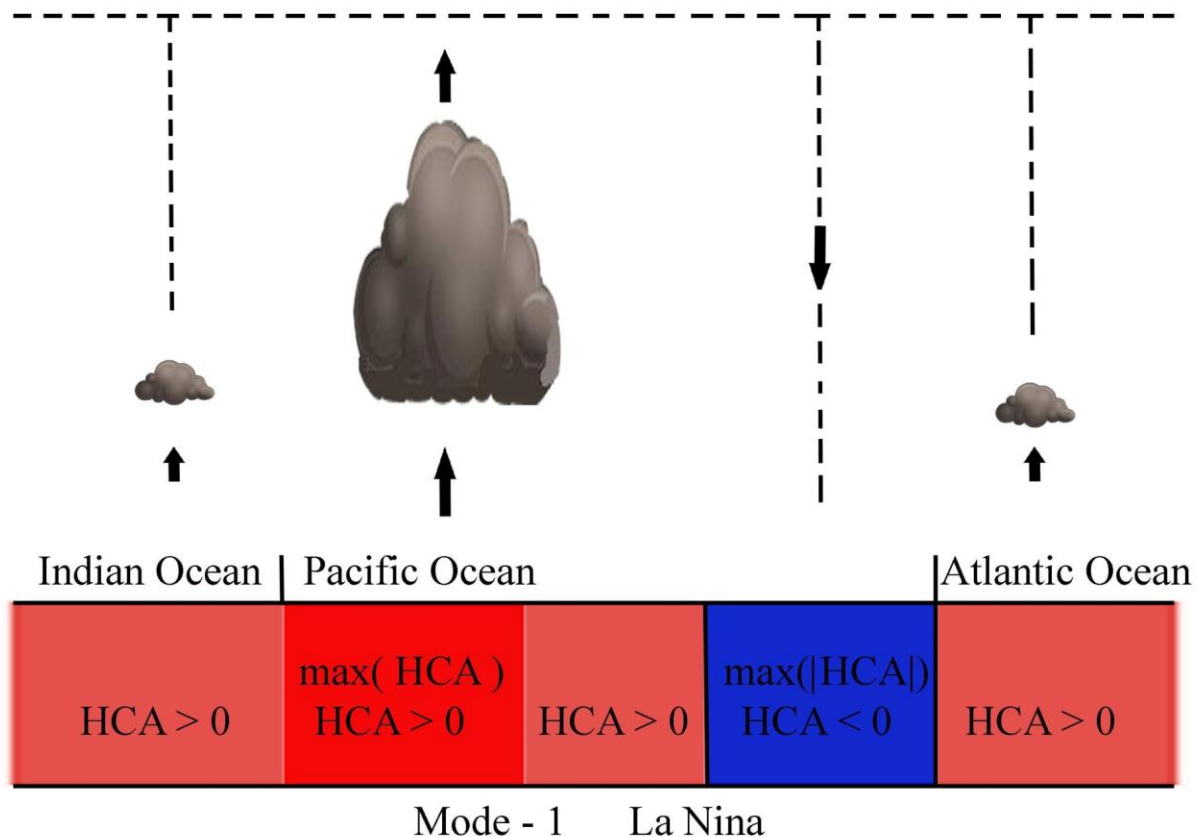 Indian Ocean Pacific Ocean Atlantic Ocean
max( HCA ) max(|HCA|)
HCA > 0 HCA > 0 HCA > 0 HCA < 0 HCA > 0
Mode - 1 La Nina